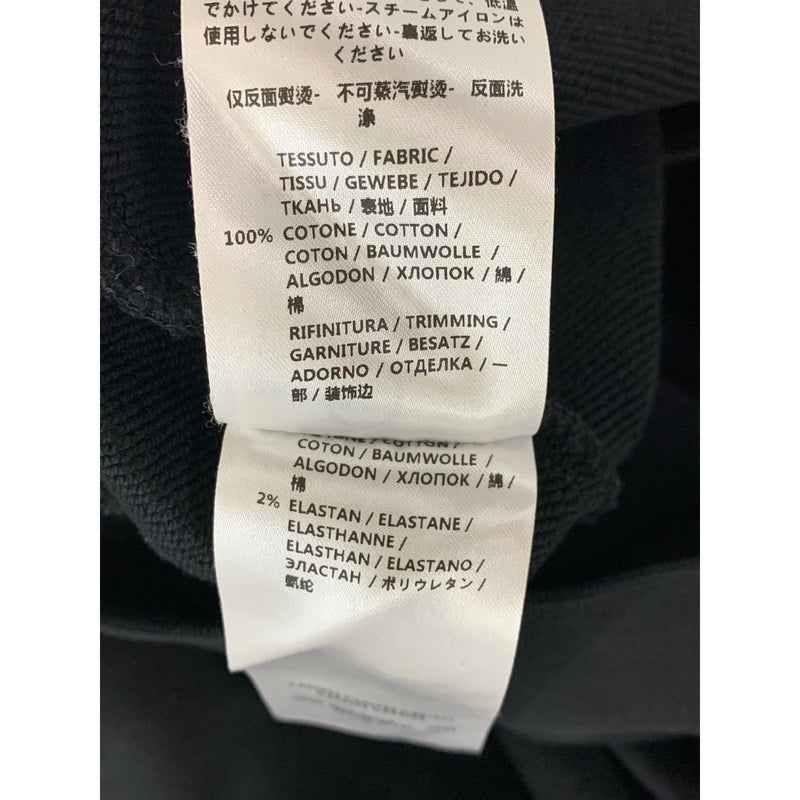 でかけてください-スチームアイロンは
使用しないでください-裏返してお洗い
ください
仅反面熨烫- 不可蒸汽熨烫- 反面洗
涤
TESSUTO / FABRIC /
TISSU / GEWEBE / TEJIDO /
ТКАНЬ / 表地 / 面料
100% COTONE / COTTON /
COTON / BAUMWOLLE /
ALGODON / ХЛОПОК / 綿 /
棉
RIFINITURA / TRIMMING /
GARNITURE / BESATZ /
ADORNO / ОТДЕЛКА / 一
部 / 装饰边
COTONE / COTTON /
COTON / BAUMWOLLE /
ALGODON / ХЛОПОК / 綿 /
棉
2% ELASTAN / ELASTANE /
ELASTHANNE /
ELASTHAN / ELASTANO /
ЭЛАСТАН / ポリウレタン /
氨纶